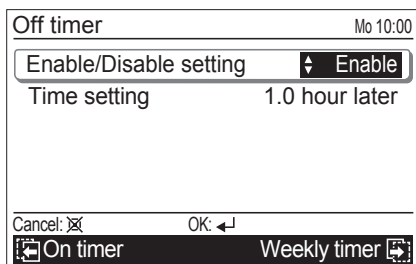 Off timer Mo 10:00
Enable/Disable setting Enable
Time setting 1.0 hour later
Cancel: OK:
On timer Weekly timer